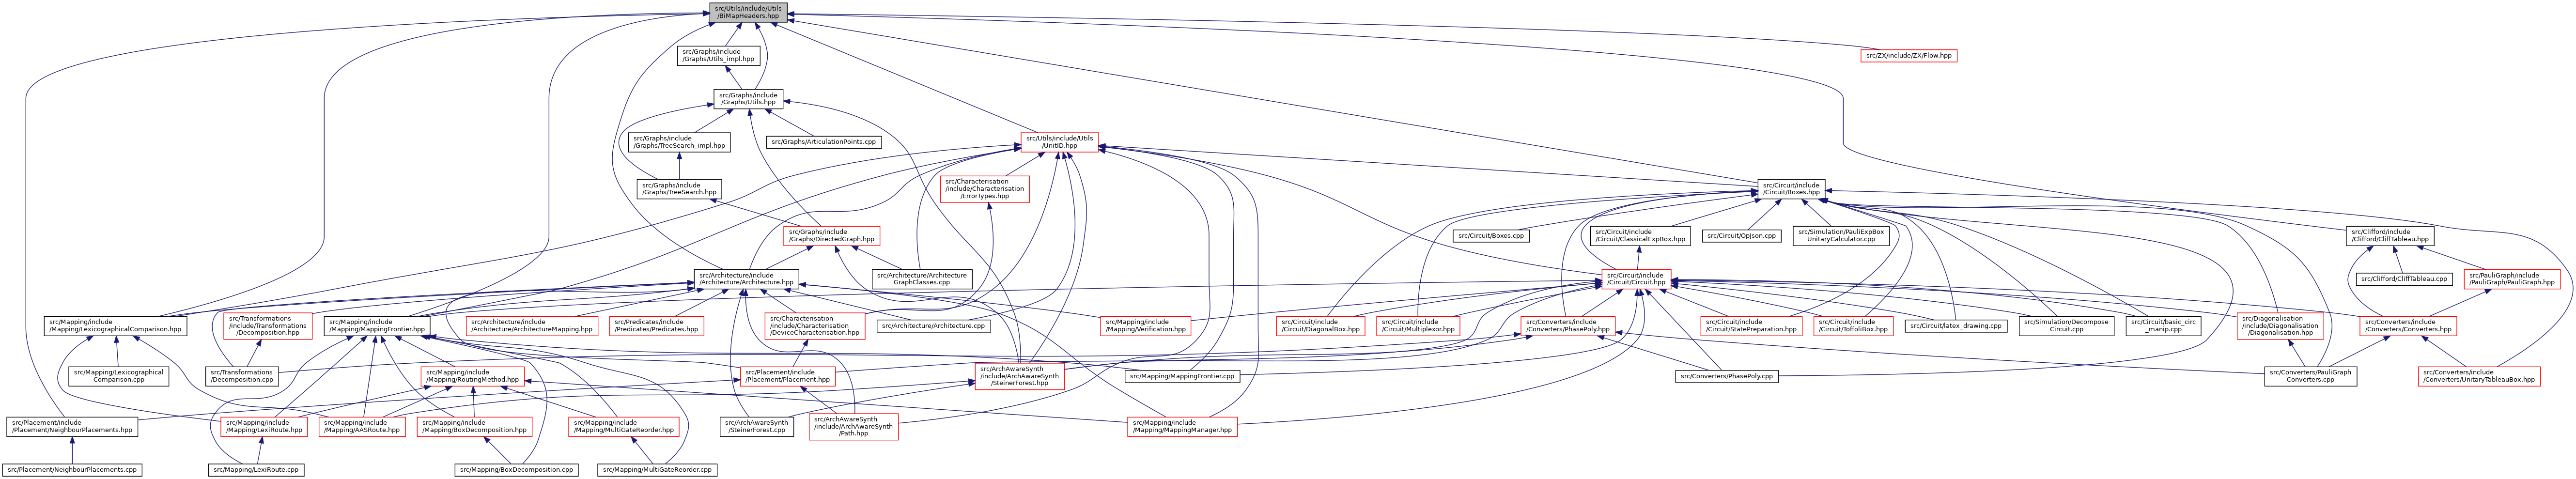 src/Utils/include/Utils
/BiMapHeaders.hpp
src/Graphs/include
/Graphs/Utils_impl.hpp
src/ZX/include/ZX/Flow.hpp
src/Graphs/include
/Graphs/Utils.hpp
src/Graphs/include
/Graphs/TreeSearch_impl.hpp
src/Graphs/ArticulationPoints.cpp
src/Utils/include/Utils
/UnitID.hpp
src/Graphs/include
/Graphs/TreeSearch.hpp
src/Characterisation
/include/Characterisation
/ErrorTypes.hpp
src/Circuit/include
/Circuit/Boxes.hpp
src/Graphs/include
/Graphs/DirectedGraph.hpp
src/Circuit/Boxes.cpp
src/Circuit/include
/Circuit/ClassicalExpBox.hpp
src/Circuit/OpJson.cpp
src/Simulation/PauliExpBox
UnitaryCalculator.cpp
src/Clifford/include
/Clifford/CliffTableau.hpp
src/Architecture/include
/Architecture/Architecture.hpp
src/Architecture/Architecture
GraphClasses.cpp
src/Circuit/include
/Circuit/Circuit.hpp
src/Clifford/CliffTableau.cpp
src/PauliGraph/include
/PauliGraph/PauliGraph.hpp
src/Mapping/include
/Mapping/LexicographicalComparison.hpp
src/Transformations
/include/Transformations
/Decomposition.hpp
src/Mapping/include
/Mapping/MappingFrontier.hpp
src/Architecture/include
/Architecture/ArchitectureMapping.hpp
src/Predicates/include
/Predicates/Predicates.hpp
src/Characterisation
/include/Characterisation
/DeviceCharacterisation.hpp
src/Architecture/Architecture.cpp
src/Mapping/include
/Mapping/Verification.hpp
src/Circuit/include
/Circuit/DiagonalBox.hpp
src/Circuit/include
/Circuit/Multiplexor.hpp
src/Converters/include
/Converters/PhasePoly.hpp
src/Circuit/include
/Circuit/StatePreparation.hpp
src/Circuit/include
/Circuit/ToffoliBox.hpp
src/Circuit/latex_drawing.cpp
src/Simulation/Decompose
Circuit.cpp
src/Circuit/basic_circ
_manip.cpp
src/Diagonalisation
/include/Diagonalisation
/Diagonalisation.hpp
src/Converters/include
/Converters/Converters.hpp
src/Mapping/Lexicographical
Comparison.cpp
src/Transformations
/Decomposition.cpp
src/Mapping/include
/Mapping/RoutingMethod.hpp
src/Placement/include
/Placement/Placement.hpp
src/ArchAwareSynth
/include/ArchAwareSynth
/SteinerForest.hpp
src/Mapping/MappingFrontier.cpp
src/Converters/PhasePoly.cpp
src/Converters/PauliGraph
Converters.cpp
src/Converters/include
/Converters/UnitaryTableauBox.hpp
src/Placement/include
/Placement/NeighbourPlacements.hpp
src/Mapping/include
/Mapping/LexiRoute.hpp
src/Mapping/include
/Mapping/AASRoute.hpp
src/Mapping/include
/Mapping/BoxDecomposition.hpp
src/Mapping/include
/Mapping/MultiGateReorder.hpp
src/ArchAwareSynth
/SteinerForest.cpp
src/ArchAwareSynth
/include/ArchAwareSynth
/Path.hpp
src/Mapping/include
/Mapping/MappingManager.hpp
src/Placement/NeighbourPlacements.cpp
src/Mapping/LexiRoute.cpp
src/Mapping/BoxDecomposition.cpp
src/Mapping/MultiGateReorder.cpp